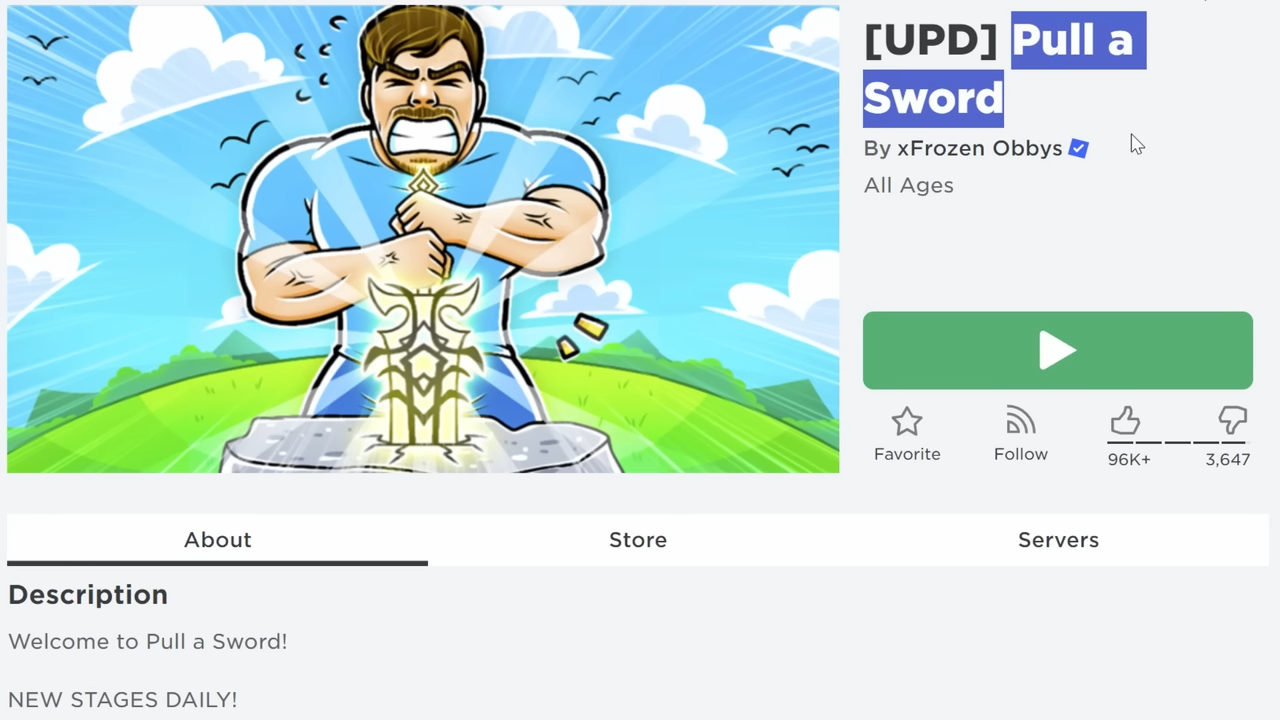 [UPD] Pull a
Sword
By xFrozen Obbys
All Ages
Favorite
Follow
96K+
3,647
About
Store
Servers
Description
Welcome to Pull a Sword!
NEW STAGES DAILY!